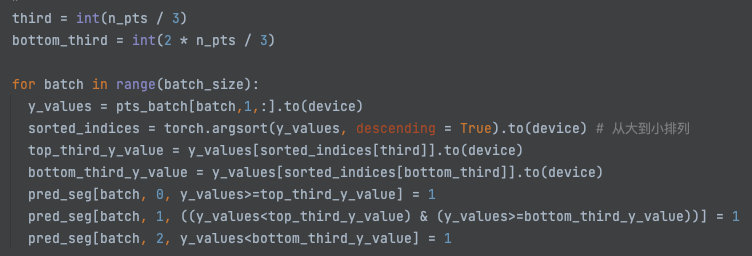 third = int(n_pts / 3)
bottom_third = int(2 * n_pts / 3)
for batch in range(batch_size):
y_values = pts_batch[batch,1,:].to(device)
sorted_indices = torch.argsort(y_values, descending = True).to(device) # 从大到小排列
top_third_y_value = y_values[sorted_indices[third]].to(device)
bottom_third_y_value = y_values[sorted_indices[bottom_third]].to(device)
pred_seg[batch, 0, y_values>=top_third_y_value] = 1
pred_seg[batch, 1, ((y_values<top_third_y_value) & (y_values>=bottom_third_y_value))] = 1
pred_seg[batch, 2, y_values<bottom_third_y_value] = 1